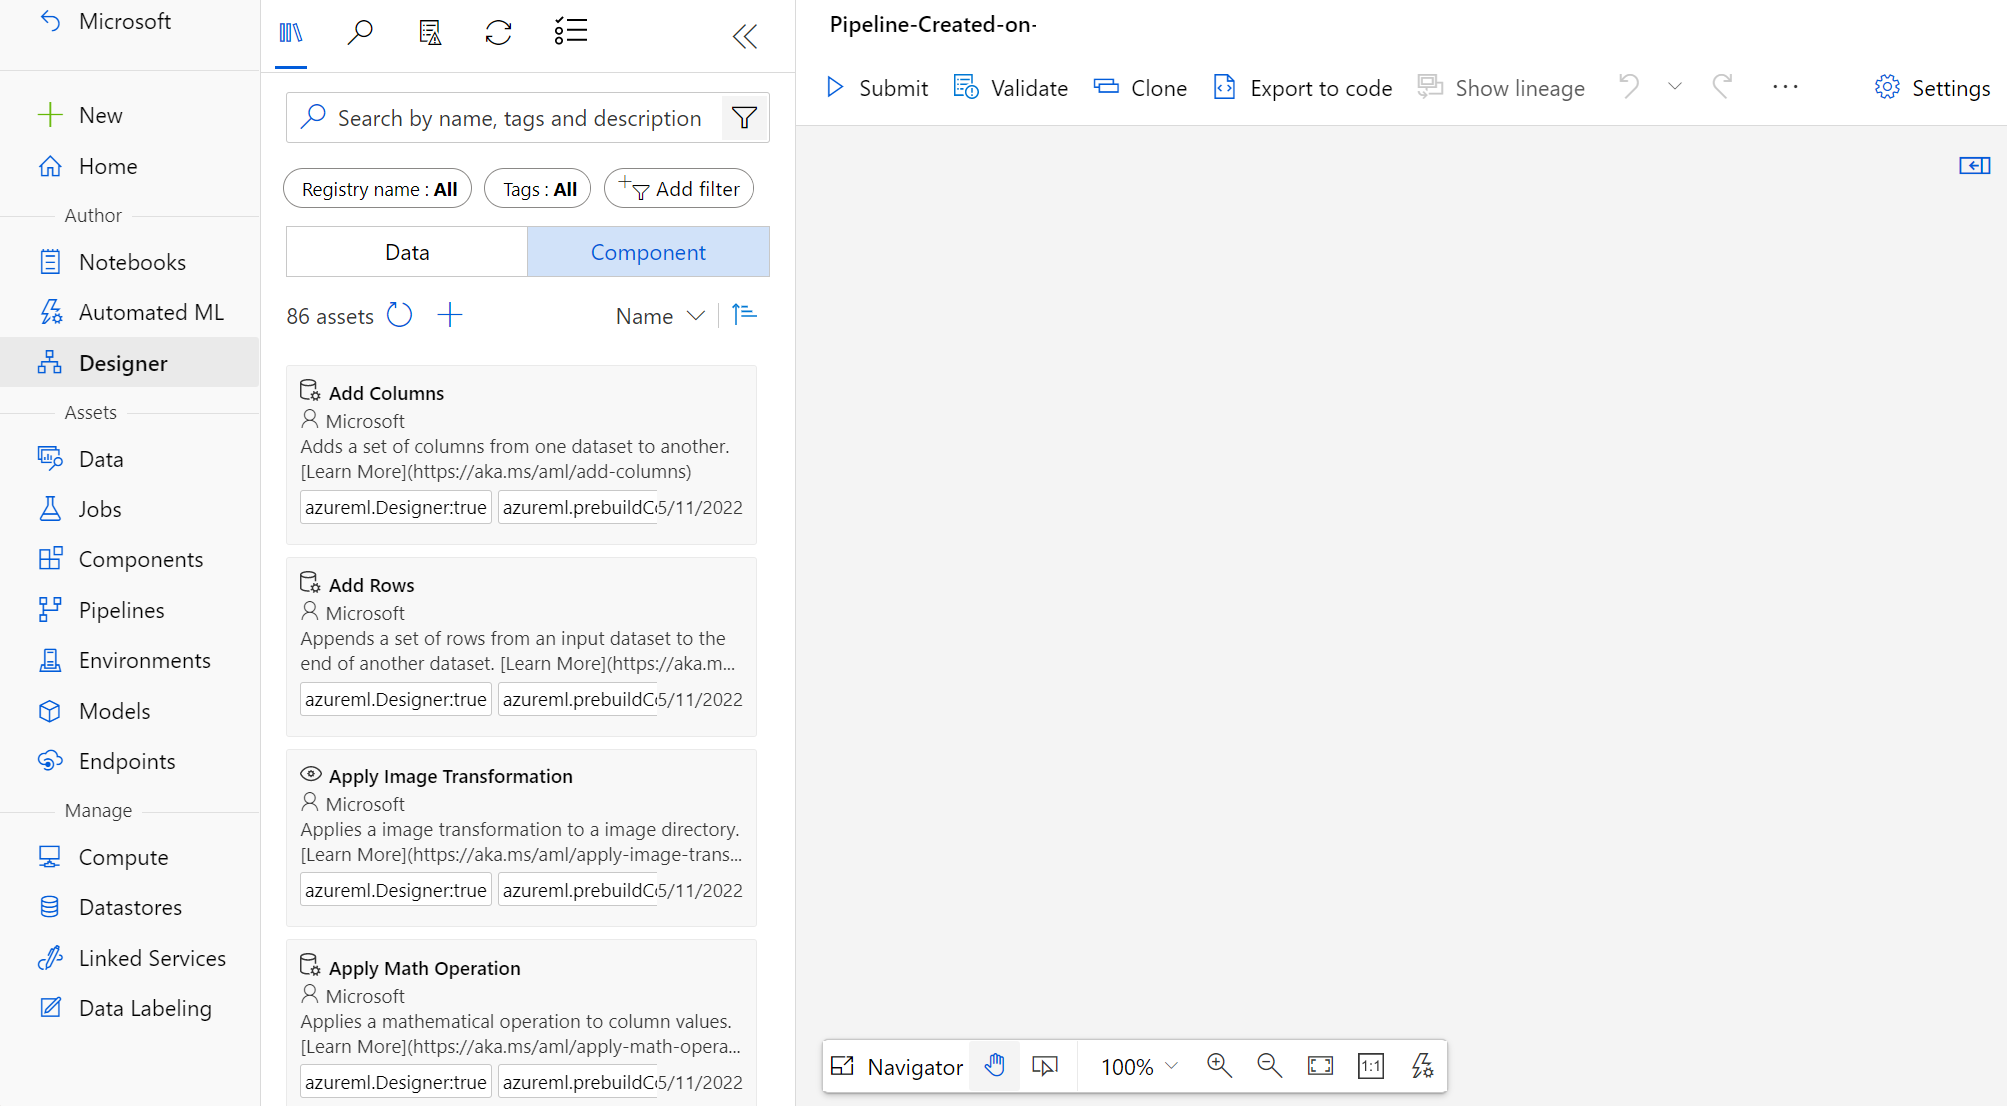 Microsoft
New
Home
Author
Notebooks
Automated ML
Designer
Assets
Data
Jobs
Components
Pipelines
Environments
Models
Endpoints
Manage
Compute
Datastores
Linked Services
Data Labeling
Search by name, tags and description
Registry name : All
Tags : All
Add filter
Data
Component
86 assets
Name
Add Columns
Microsoft
Adds a set of columns from one dataset to another.
[Learn More](https://aka.ms/aml/add-columns)
azureml.Designer:true azureml.prebuildC 5/11/2022
Add Rows
Microsoft
Appends a set of rows from an input dataset to the
end of another dataset. [Learn More](https://aka.m...
azureml.Designer:true azureml.prebuildC 5/11/2022
Apply Image Transformation
Microsoft
Applies a image transformation to a image directory.
[Learn More](https://aka.ms/aml/apply-image-trans...
azureml.Designer:true azureml.prebuildC 5/11/2022
Apply Math Operation
Microsoft
Applies a mathematical operation to column values.
[Learn More](https://aka.ms/aml/apply-math-opera...
azureml.Designer:true azureml.prebuildC 5/11/2022
Pipeline-Created-on-
Submit
Validate
Clone
Export to code
Show lineage
...
Settings
Navigator
100%
1:1